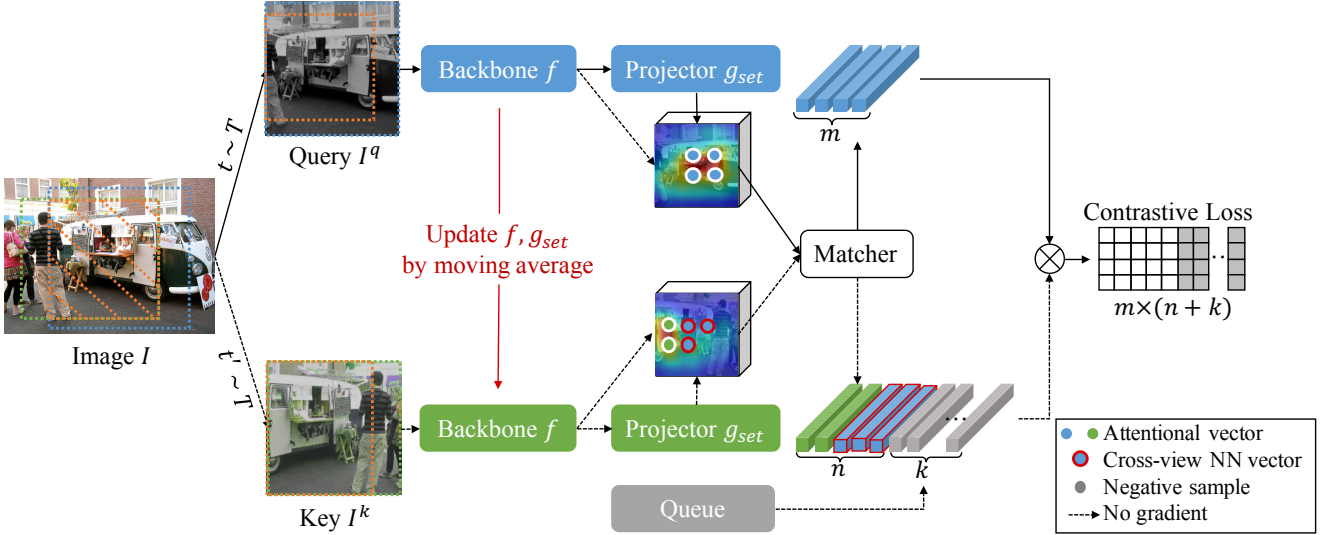 Backbone f
Projector g_set
m
Query I^q
t ~ T
Contrastive Loss
Update f, g_set
by moving average
Matcher
m×(n + k)
Image I
t' ~ T
Backbone f
Projector g_set
n
k
Key I^k
Queue
Attentional vector
Cross-view NN vector
Negative sample
No gradient